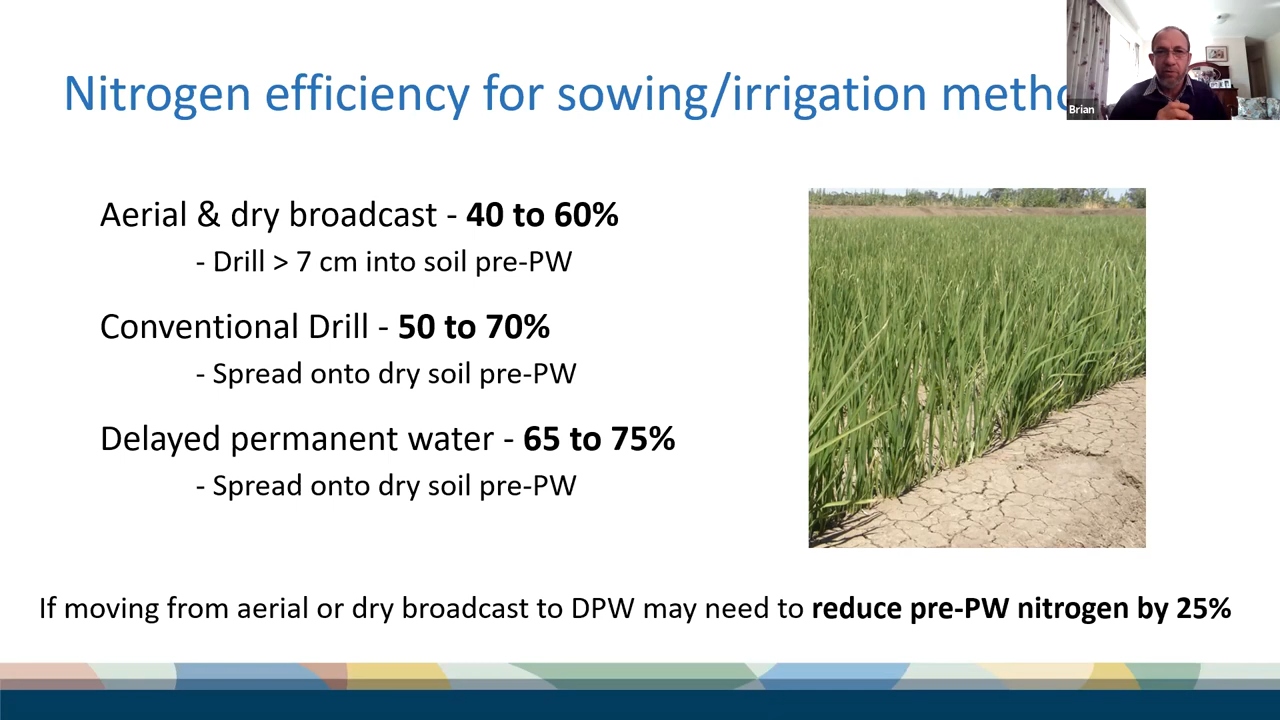 Nitrogen efficiency for sowing/irrigation
Brian
Aerial & dry broadcast - 40 to 60%
- Drill > 7 cm into soil pre-PW
Conventional Drill - 50 to 70%
- Spread onto dry soil pre-PW
Delayed permanent water - 65 to 75%
- Spread onto dry soil pre-PW
If moving from aerial or dry broadcast to DPW may need to reduce pre-PW nitrogen by 25%